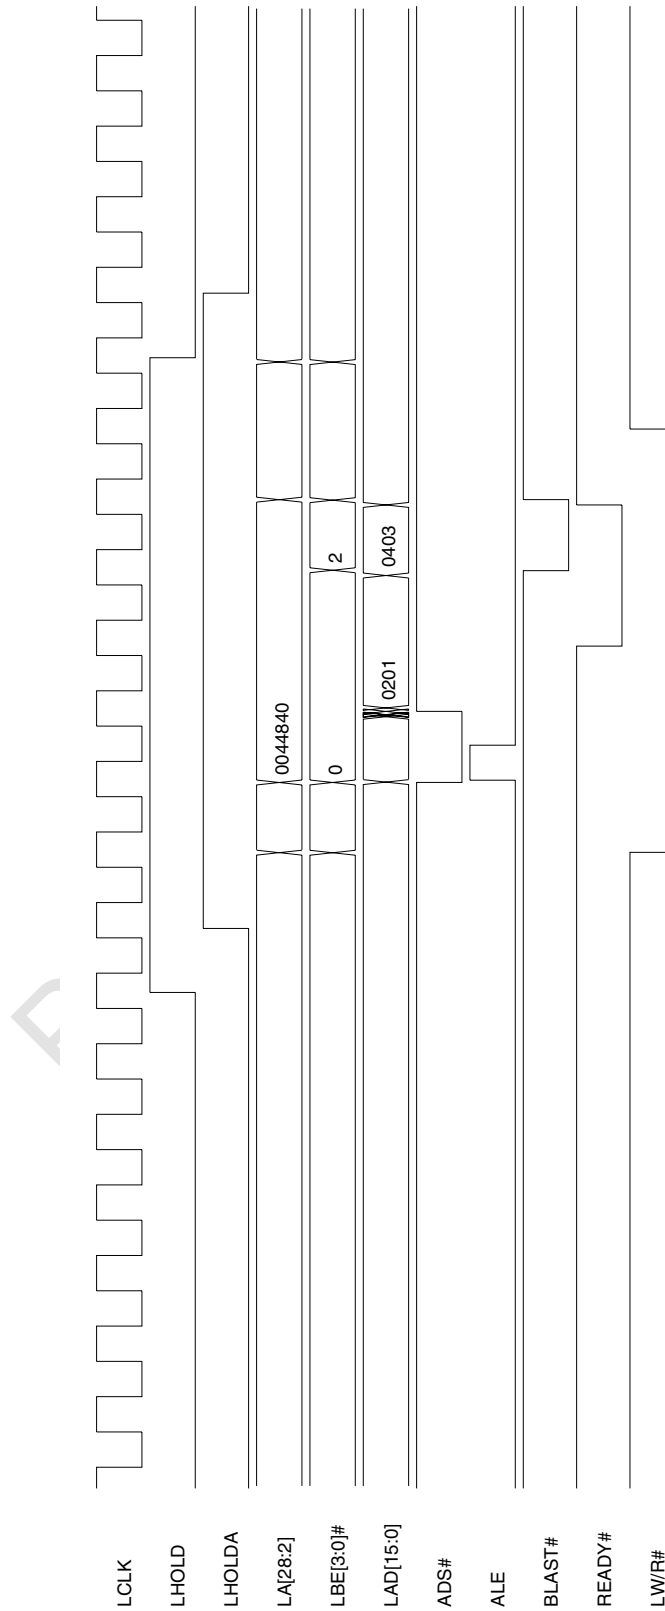 LCLK
LHOLD
LHOLDA
LA[28:2]
0044840
LBE[3:0]#
0
2
LAD[15:0]
0201
0403
ADS#
ALE
BLAST#
READY#
LW/R#